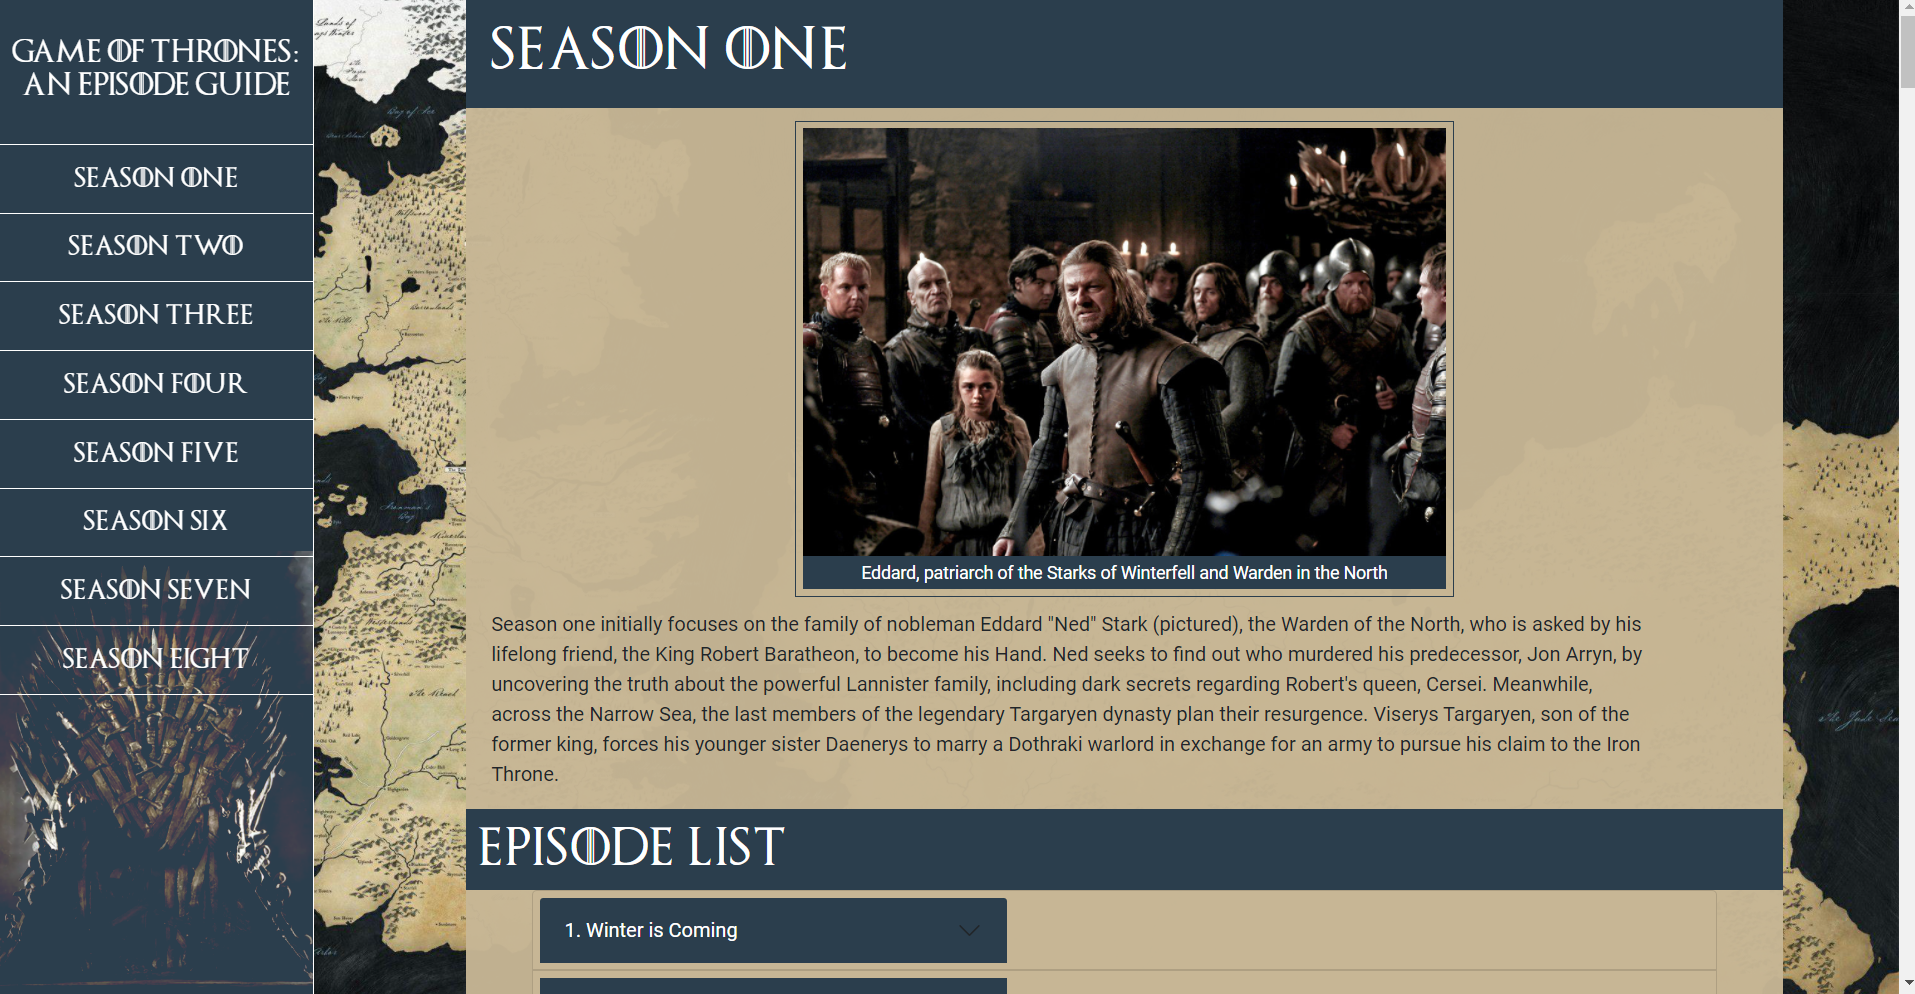 GAME OF THRONES:
AN EPISODE GUIDE
SEASON ONE
SEASON TWO
SEASON THREE
SEASON FOUR
SEASON FIVE
SEASON SIX
SEASON SEVEN
SEASON EIGHT
SEASON ONE
Eddard, patriarch of the Starks of Winterfell and Warden in the North
Season one initially focuses on the family of nobleman Eddard "Ned" Stark (pictured), the Warden of the North, who is asked by his
lifelong friend, the King Robert Baratheon, to become his Hand. Ned seeks to find out who murdered his predecessor, Jon Arryn, by
uncovering the truth about the powerful Lannister family, including dark secrets regarding Robert's queen, Cersei. Meanwhile,
across the Narrow Sea, the last members of the legendary Targaryen dynasty plan their resurgence. Viserys Targaryen, son of the
former king, forces his younger sister Daenerys to marry a Dothraki warlord in exchange for an army to pursue his claim to the Iron
Throne.
EPISODE LIST
1. Winter is Coming